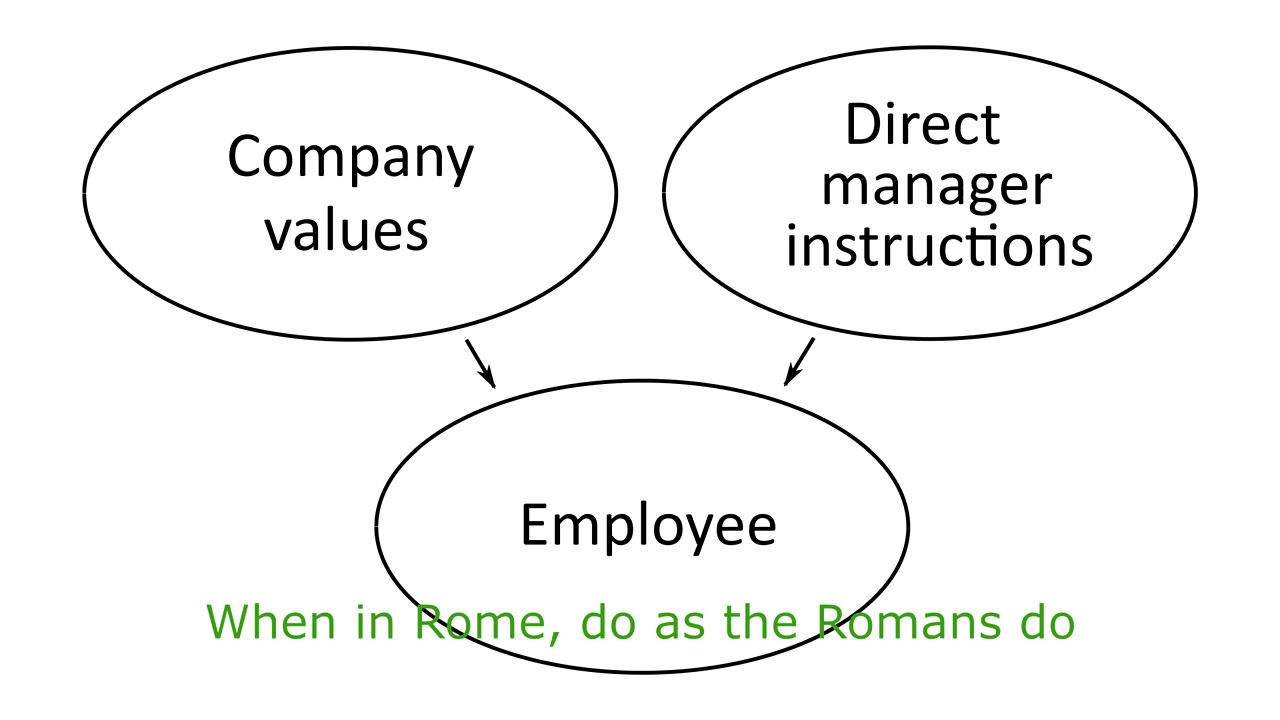 Company
values
Direct
manager
instructions
Employee
When in Rome, do as the Romans do